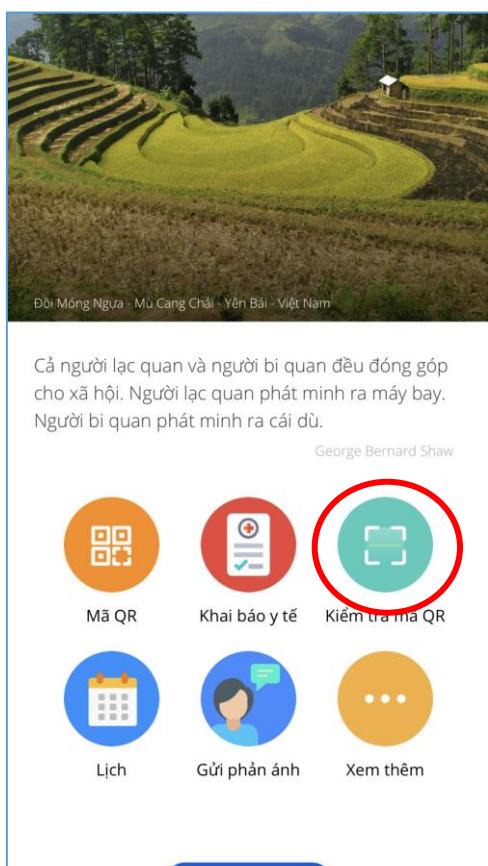 Đồi Móng Ngựa - Mù Cang Chải - Yên Bái - Việt Nam
Cả người lạc quan và người bi quan đều đóng góp
cho xã hội. Người lạc quan phát minh ra máy bay.
Người bi quan phát minh ra cái dù.
George Bernard Shaw
Mã QR
Khai báo y tế
Kiểm tra mã QR
Lịch
Gửi phản ánh
Xem thêm